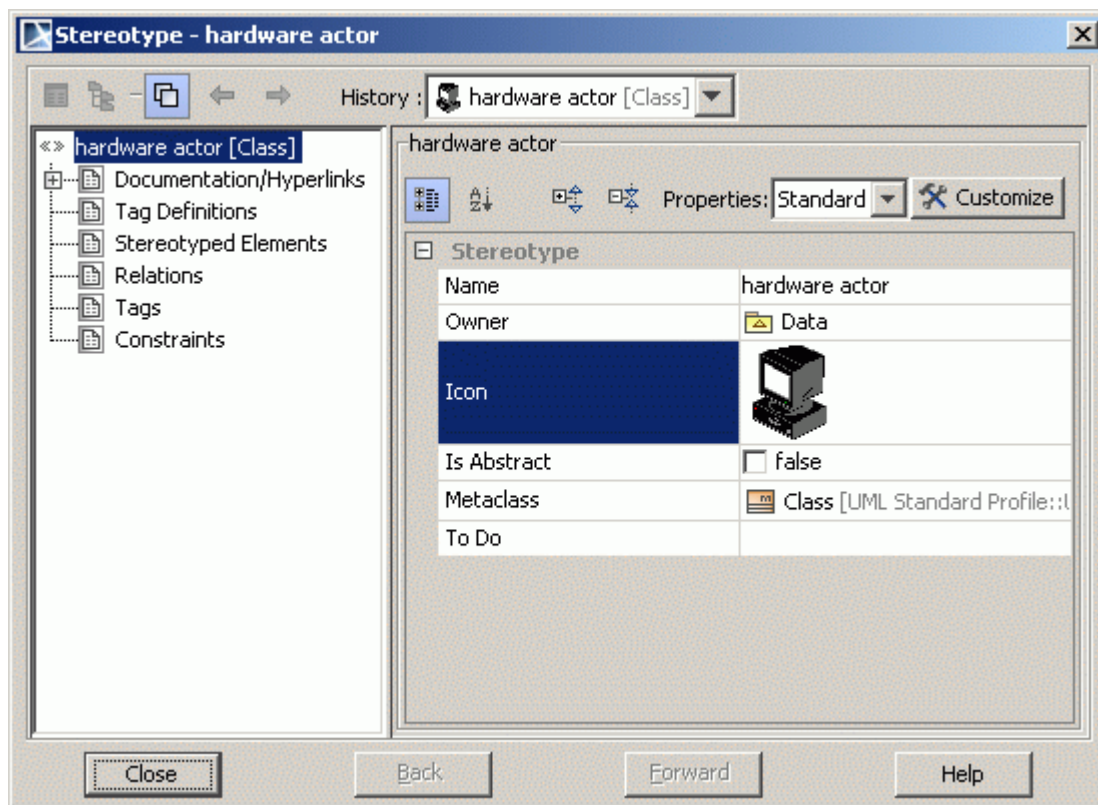 Stereotype - hardware actor
History : hardware actor [Class]
«» hardware actor [Class]
Documentation/Hyperlinks
Tag Definitions
Stereotyped Elements
Relations
Tags
Constraints
hardware actor
Properties: Standard Customize
Stereotype
Name hardware actor
Owner Data
Icon
Is Abstract false
Metaclass Class [UML Standard Profile::
To Do
Close Back Forward Help